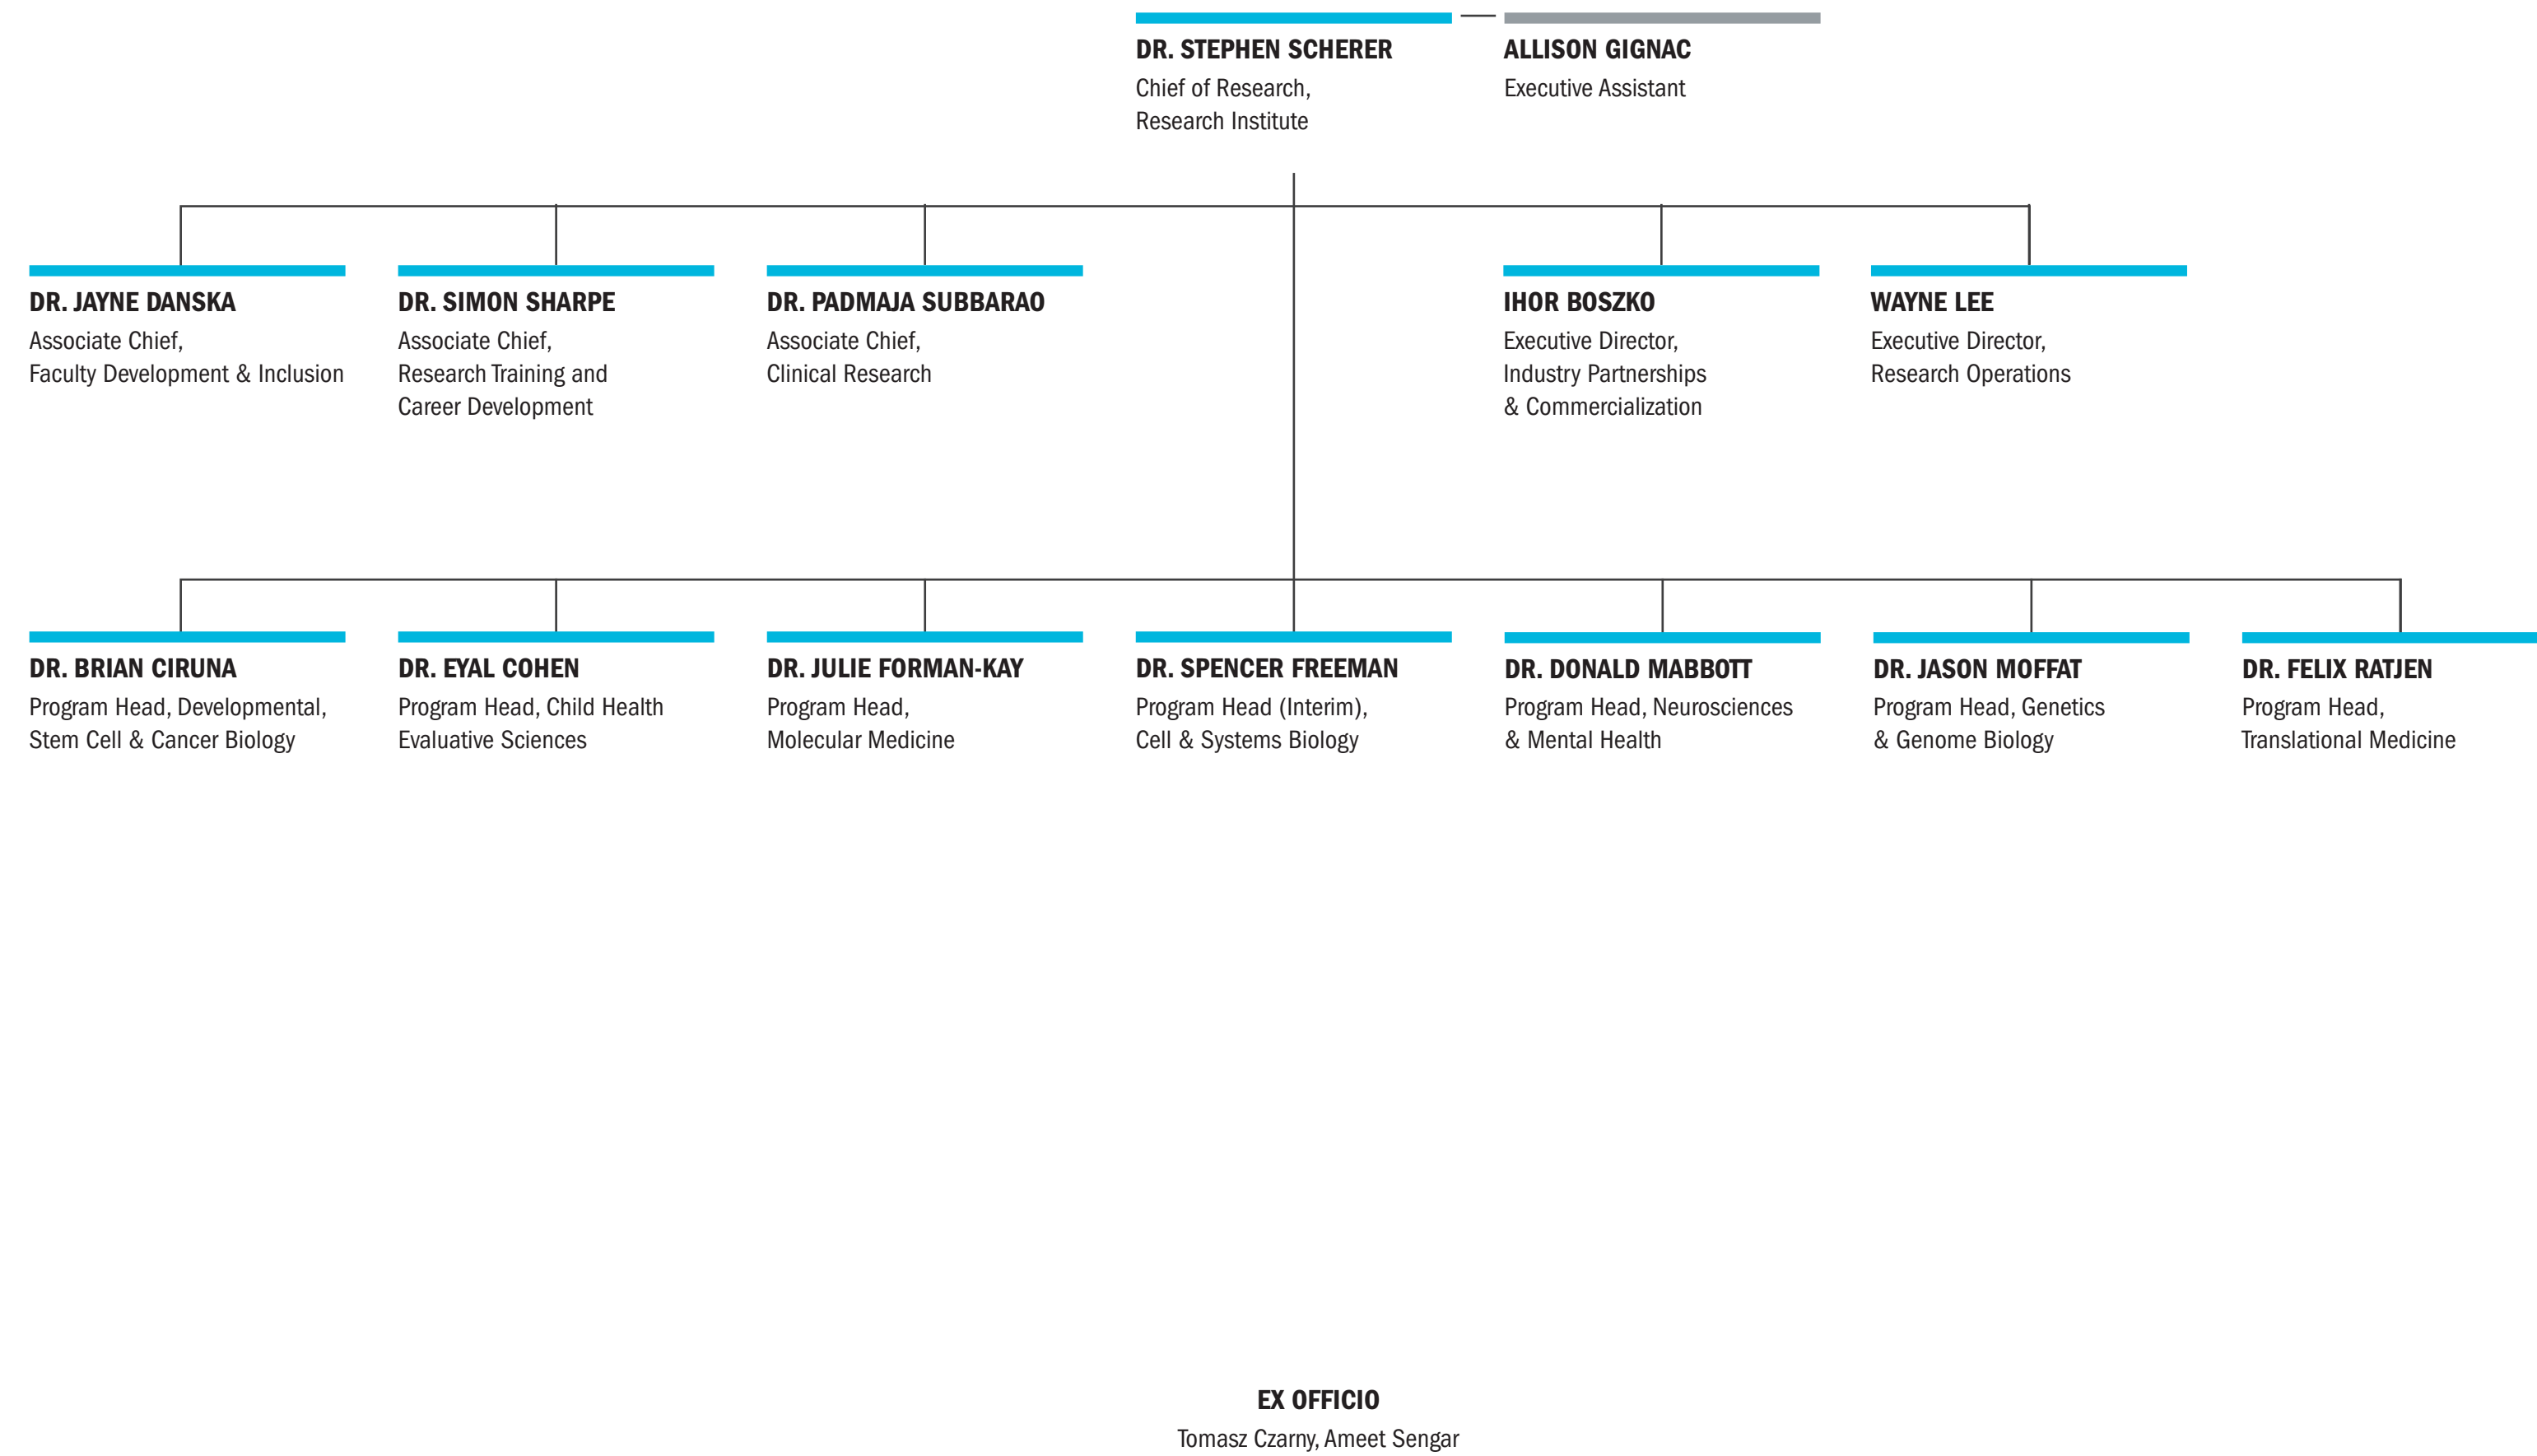 DR. STEPHEN SCHERER
Chief of Research,
Research Institute
ALLISON GIGNAC
Executive Assistant
DR. JAYNE DANSKA
Associate Chief,
Faculty Development & Inclusion
DR. SIMON SHARPE
Associate Chief,
Research Training and
Career Development
DR. PADMAJA SUBBARAO
Associate Chief,
Clinical Research
IHOR BOSZKO
Executive Director,
Industry Partnerships
& Commercialization
WAYNE LEE
Executive Director,
Research Operations
DR. BRIAN CIRUNA
Program Head, Developmental,
Stem Cell & Cancer Biology
DR. EYAL COHEN
Program Head, Child Health
Evaluative Sciences
DR. JULIE FORMAN-KAY
Program Head,
Molecular Medicine
DR. SPENCER FREEMAN
Program Head (Interim),
Cell & Systems Biology
DR. DONALD MABBOTT
Program Head, Neurosciences
& Mental Health
DR. JASON MOFFAT
Program Head, Genetics
& Genome Biology
DR. FELIX RATJEN
Program Head,
Translational Medicine
EX OFFICIO
Tomasz Czarny, Ameet Sengar